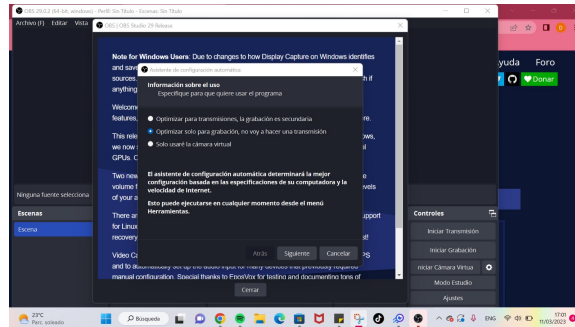 OBS 29.0.2 (64-bit, windows) - Perfil: Sin Título - Escenas: Sin Título
Archivo (F) Editar Vista
OBS | OBS Studio 29 Release
Note for Windows Users: Due to changes to how Display Capture on Windows identifies
and save
sources.
anything
Asistente de configuración automática
Información sobre el uso
Especifique para que quiere usar el programa
Optimizar para transmisiones, la grabación es secundaria
Optimizar solo para grabación, no voy a hacer una transmisión
Solo usaré la cámara virtual
El asistente de configuración automática determinará la mejor
configuración basada en las especificaciones de su computadora y la
velocidad de Internet.
Esto puede ejecutarse en cualquier momento desde el menú
Herramientas.
Atrás Siguiente Cancelar
Welcom
features,
This rele
we now
GPUs. C
Two new
volume f
of your a
There ar
for Linux
recovery
Video Ca
and to automatically set up the audio input for many devices that previously required
manual configuration. Special thanks to EposVox for testing and documenting tons of
Cerrar
yuda Foro
Donar
Ninguna fuente selecciona
Escenas
Escena
Controles
Iniciar Transmisión
Iniciar Grabación
niciar Cámara Virtua
Modo Estudio
Ajustes
23°C
Parc. soleado
Búsqueda
ENG
17:01
11/03/2023